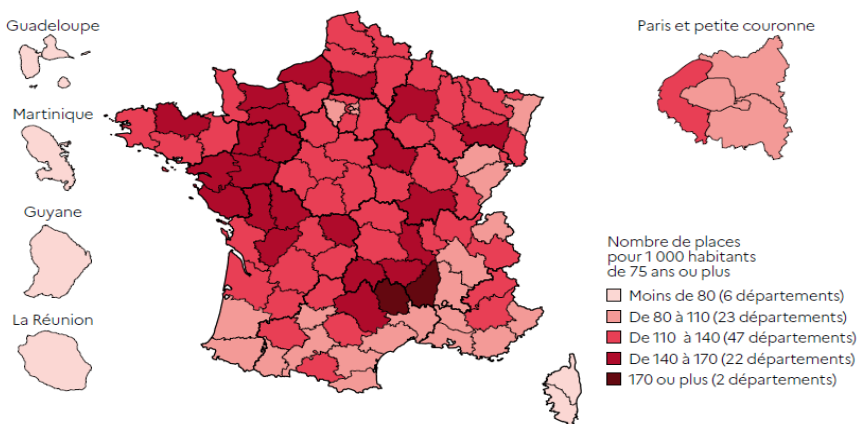 Guadeloupe
Paris et petite couronne
Martinique
Guyane
La Réunion
Nombre de places
pour 1 000 habitants
de 75 ans ou plus
Moins de 80 (6 départements)
De 80 à 110 (23 départements)
De 110 à 140 (47 départements)
De 140 à 170 (22 départements)
170 ou plus (2 départements)